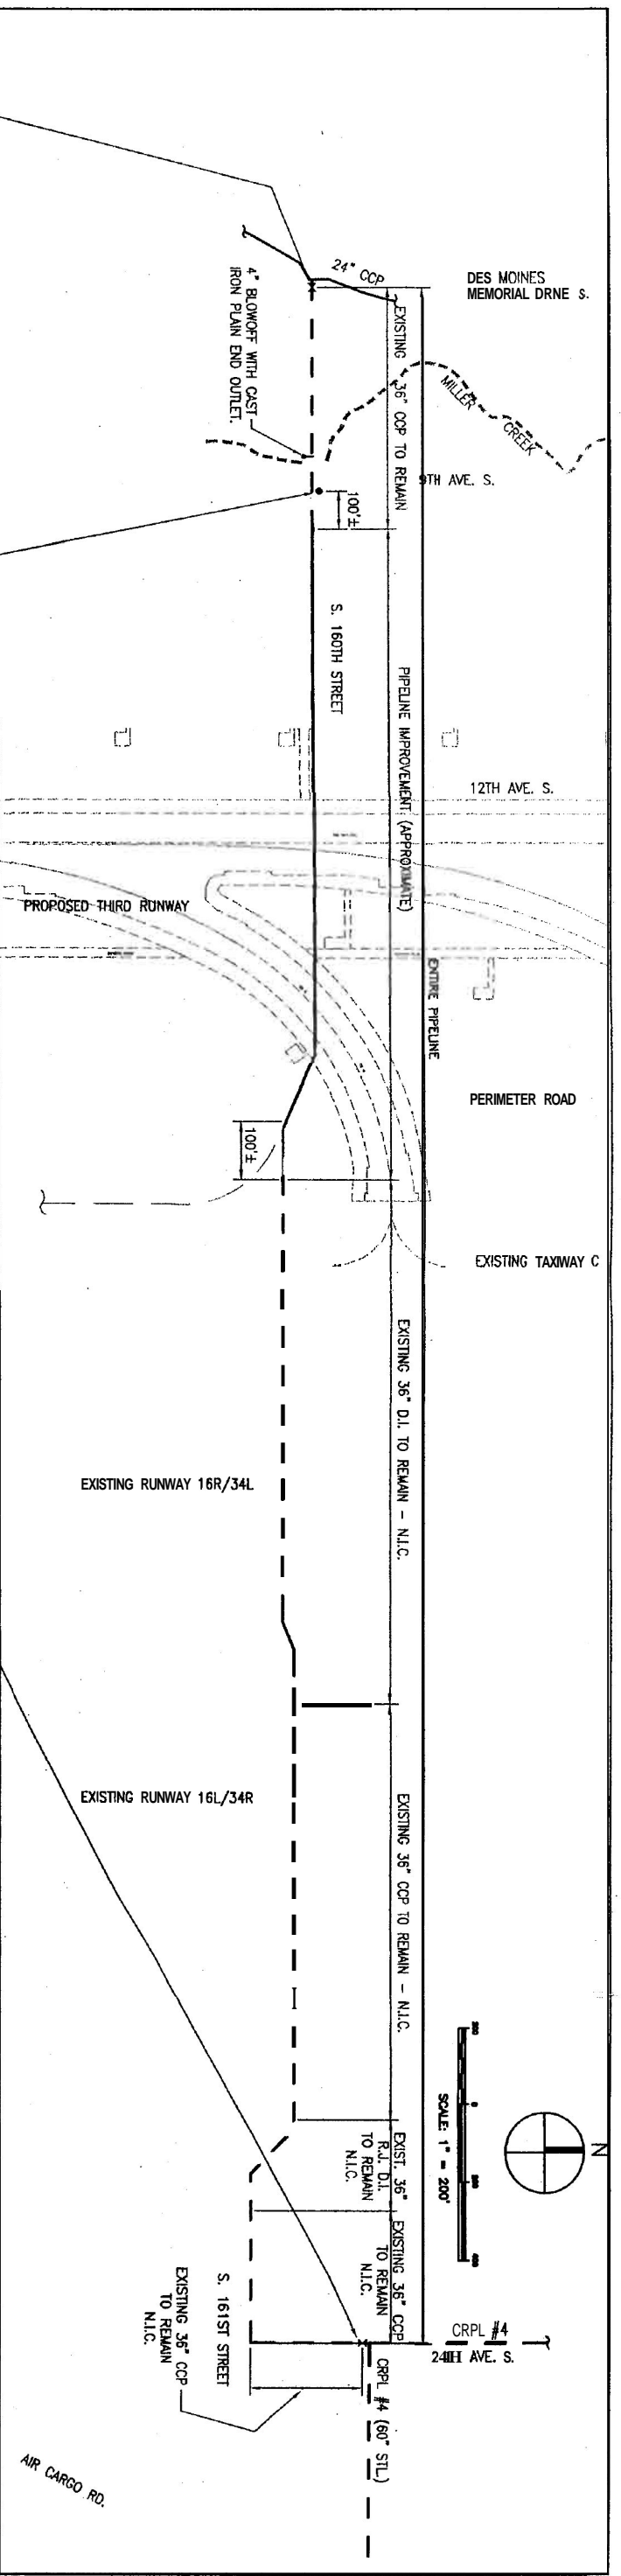 24" CCP
DES MOINES
MEMORIAL DRNE S.
4" BLOWOFF WITH CAST
IRON PLAIN END OUTLET.
EXISTING 36" CCP TO REMAIN
MILLER CREEK
9TH AVE. S.
100'±
S. 160TH STREET
PIPELINE IMPROVEMENT (APPROXIMATE)
12TH AVE. S.
PROPOSED THIRD RUNWAY
ENTIRE PIPELINE
PERIMETER ROAD
100'±
EXISTING TAXIWAY C
EXISTING 36" D.I. TO REMAIN - N.I.C.
EXISTING RUNWAY 16R/34L
EXISTING RUNWAY 16L/34R
EXISTING 36" CCP TO REMAIN - N.I.C.
200 0 200 400
SCALE: 1" = 200'
N
EXIST. 36"
R.J. D.I.
TO REMAIN
N.I.C.
EXISTING 36" CCP
TO REMAIN
N.I.C.
CRPL #4
24TH AVE. S.
S. 161ST STREET
EXISTING 36" CCP
TO REMAIN
N.I.C.
CRPL #4 (60" STL.)
AIR CARGO RD.